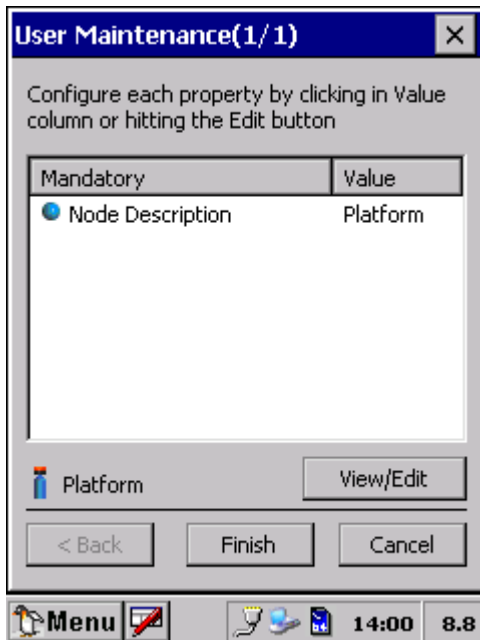 User Maintenance(1/1)
Configure each property by clicking in Value
column or hitting the Edit button
Mandatory Value
Node Description Platform
Platform View/Edit
< Back Finish Cancel
Menu 14:00 8.8